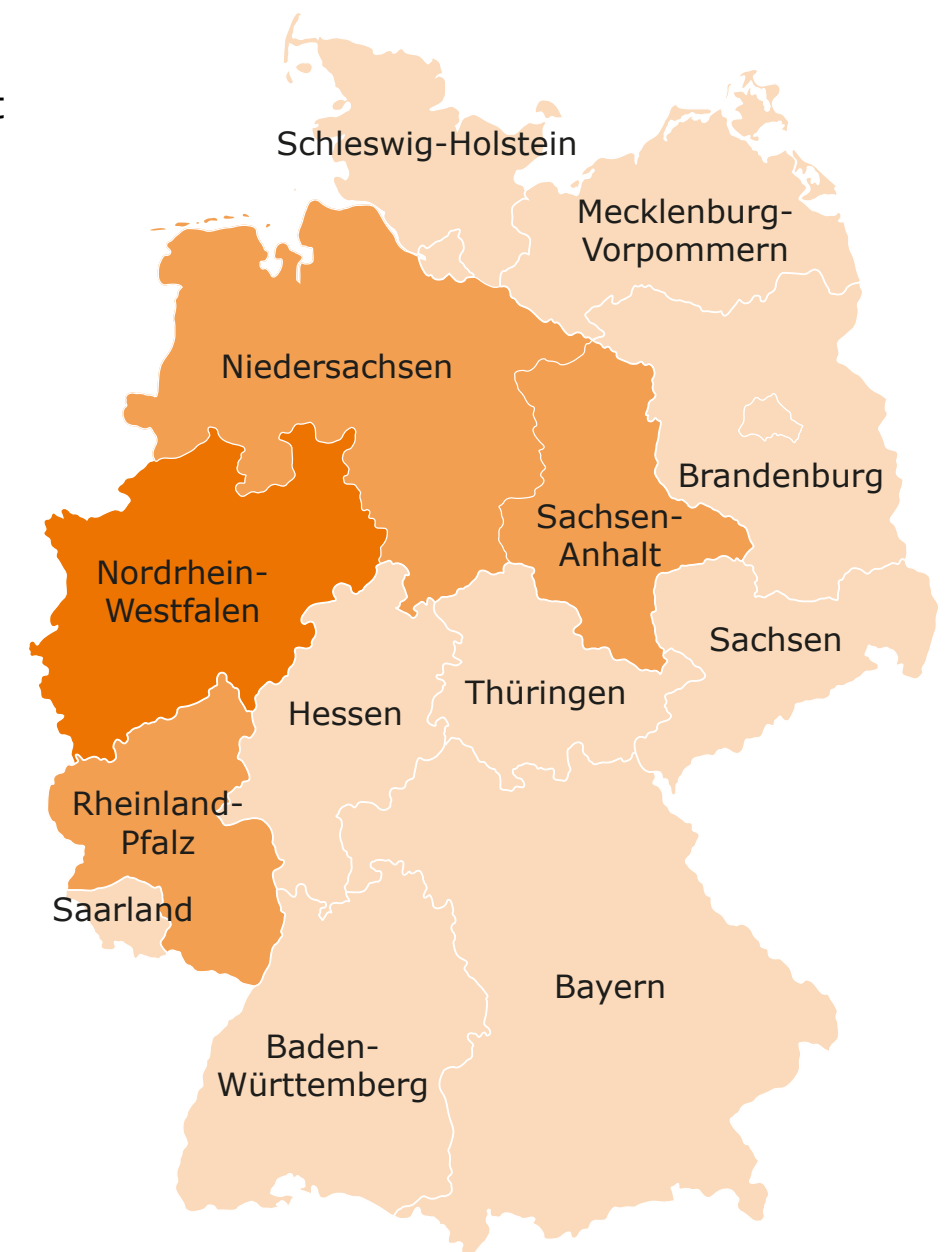 t
Schleswig-Holstein
Mecklenburg-
Vorpommern
Niedersachsen
Brandenburg
Sachsen-
Anhalt
Nordrhein-
Westfalen
Sachsen
Thüringen
Hessen
Rheinland-
Pfalz
Saarland
Bayern
Baden-
Württemberg